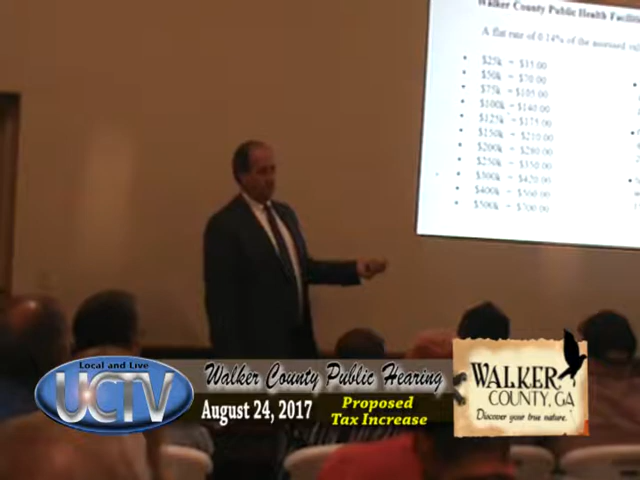 Walker County Public Health Facilities
A flat rate of 0.14% of the assessed
• $25k - $35.00
• $50k - $70.00
• $75k - $105.00
• $100k - $140.00
• $125k - $175.00
• $150k - $210.00
• $200k - $280.00
• $250k - $350.00
• $300k - $420.00
• $400k - $560.00
• $500k - $700.00
Local and Live
UCTV
Walker County Public Hearing
August 24, 2017
Proposed
Tax Increase
WALKER
COUNTY, GA
Discover your true nature.